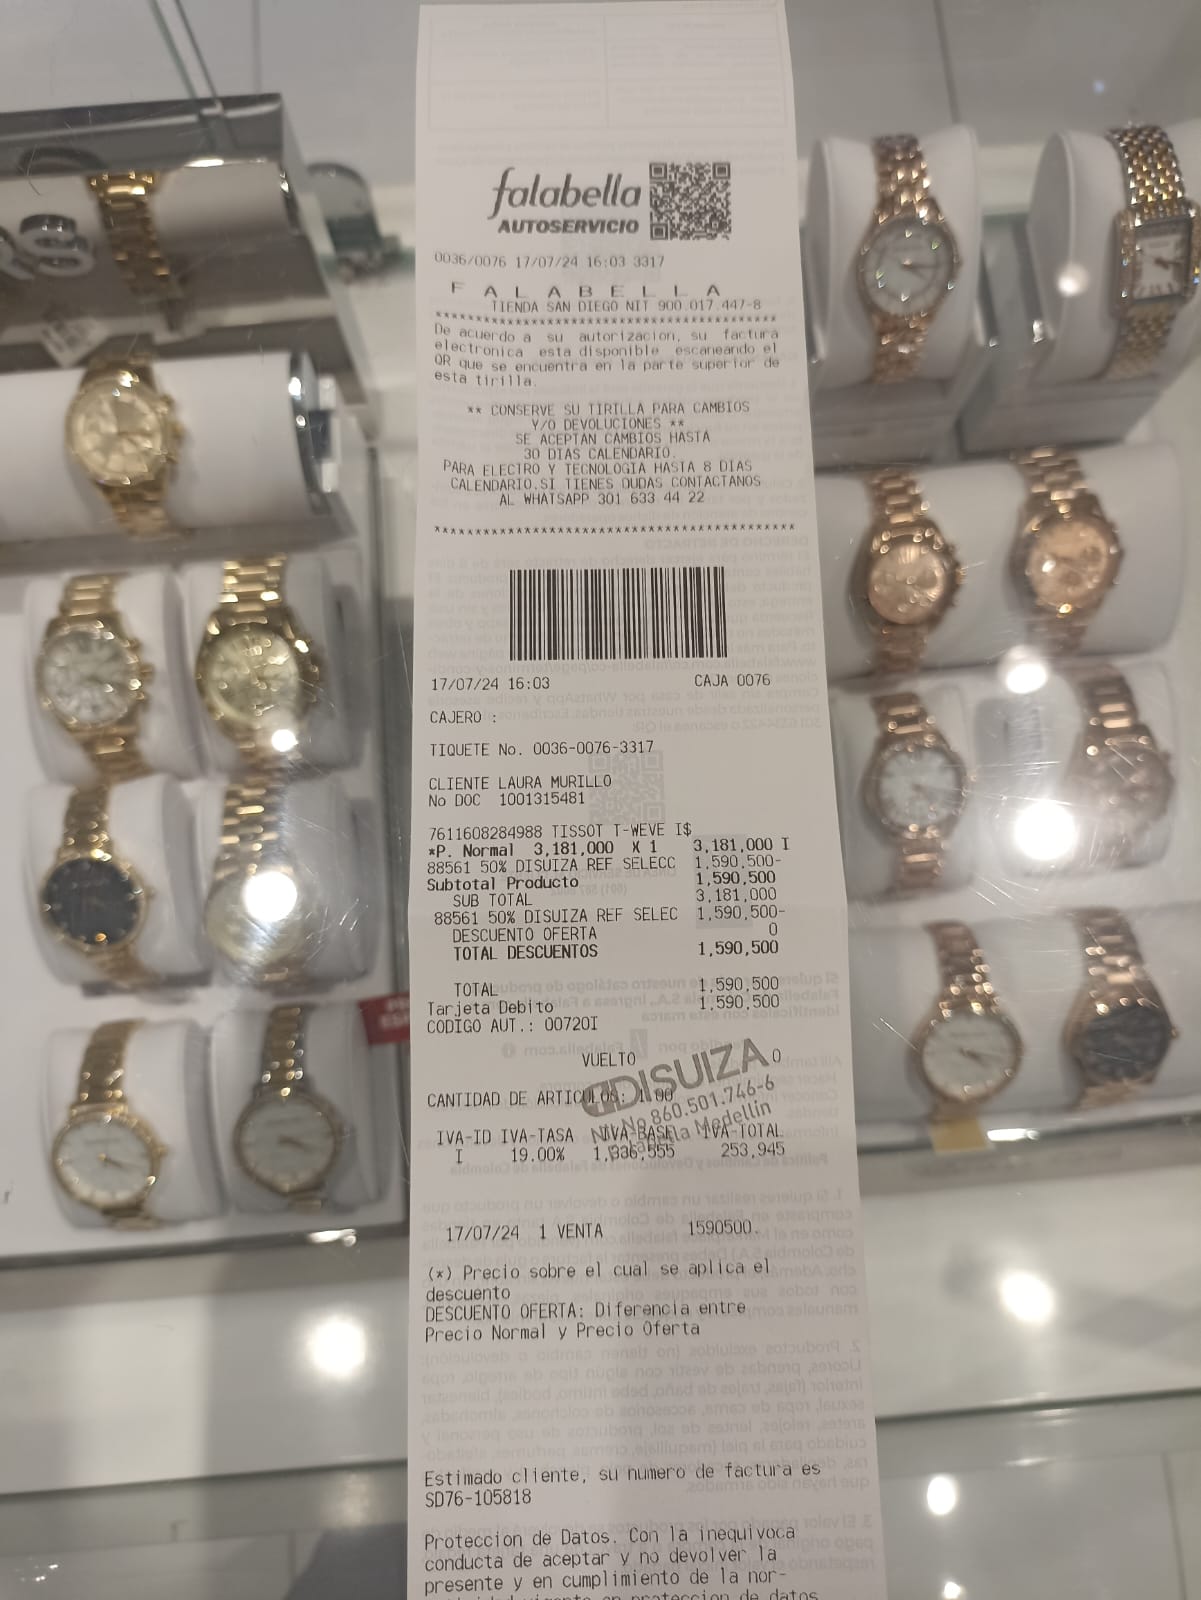 falabella
AUTOSERVICIO
0036/0076 17/07/24 16:03 3317
F A L A B E L L A
TIENDA SAN DIEGO NIT 900.017.447-8
**************************************************
De acuerdo a su autorizacion, su factura
electronica esta disponible escaneando el
QR que se encuentra en la parte superior de
esta tirilla.
** CONSERVE SU TIRILLA PARA CAMBIOS
Y/O DEVOLUCIONES **
SE ACEPTAN CAMBIOS HASTA
30 DIAS CALENDARIO.
PARA ELECTRO Y TECNOLOGIA HASTA 8 DIAS
CALENDARIO.SI TIENES DUDAS CONTACTANOS
AL WHATSAPP 301 633 44 22
**************************************************
17/07/24 16:03 CAJA 0076
CAJERO :
TIQUETE No. 0036-0076-3317
CLIENTE LAURA MURILLO
No DOC 1001315481
7611608284988 TISSOT T-WEVE I$
*P. Normal 3,181,000 X 1 3,181,000 I
88561 50% DISUIZA REF SELECC 1,590,500-
Subtotal Producto 1,590,500
SUB TOTAL 3,181,000
88561 50% DISUIZA REF SELEC 1,590,500-
DESCUENTO OFERTA 0
TOTAL DESCUENTOS 1,590,500
TOTAL 1,590,500
Tarjeta Debito 1,590,500
CODIGO AUT.: 00720I
VUELTO 0
DISUIZA
CANTIDAD DE ARTICULOS: 1.00
No.860.501.746-6
Medellin
IVA-ID IVA-TASA IVA-BASE IVA-TOTAL
I 19.00% 1,336,555 253,945
17/07/24 1 VENTA 1590500.
(*) Precio sobre el cual se aplica el
descuento
DESCUENTO OFERTA: Diferencia entre
Precio Normal y Precio Oferta
Estimado cliente, su numero de factura es
SD76-105818
Proteccion de Datos. Con la inequivoca
conducta de aceptar y no devolver la
presente y en cumplimiento de la nor-